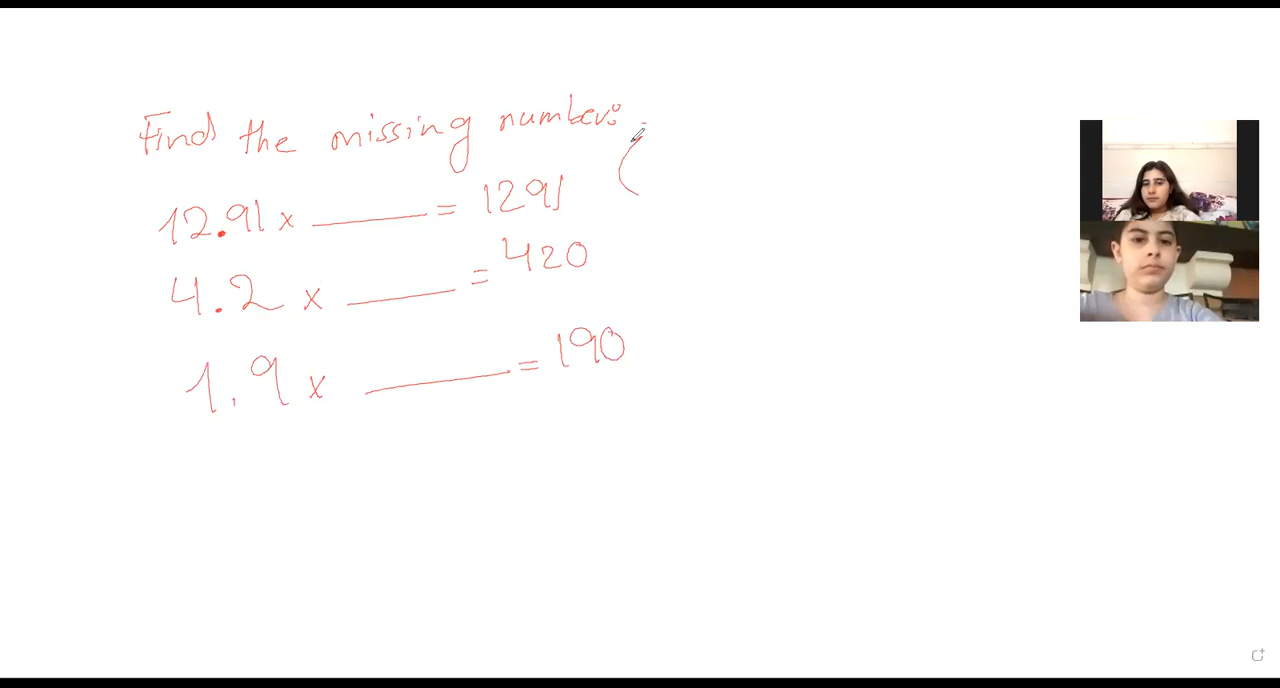 Find the missing number:
12.91 x ______ = 1291
4.2 x ______ = 420
1.9 x ______ = 190